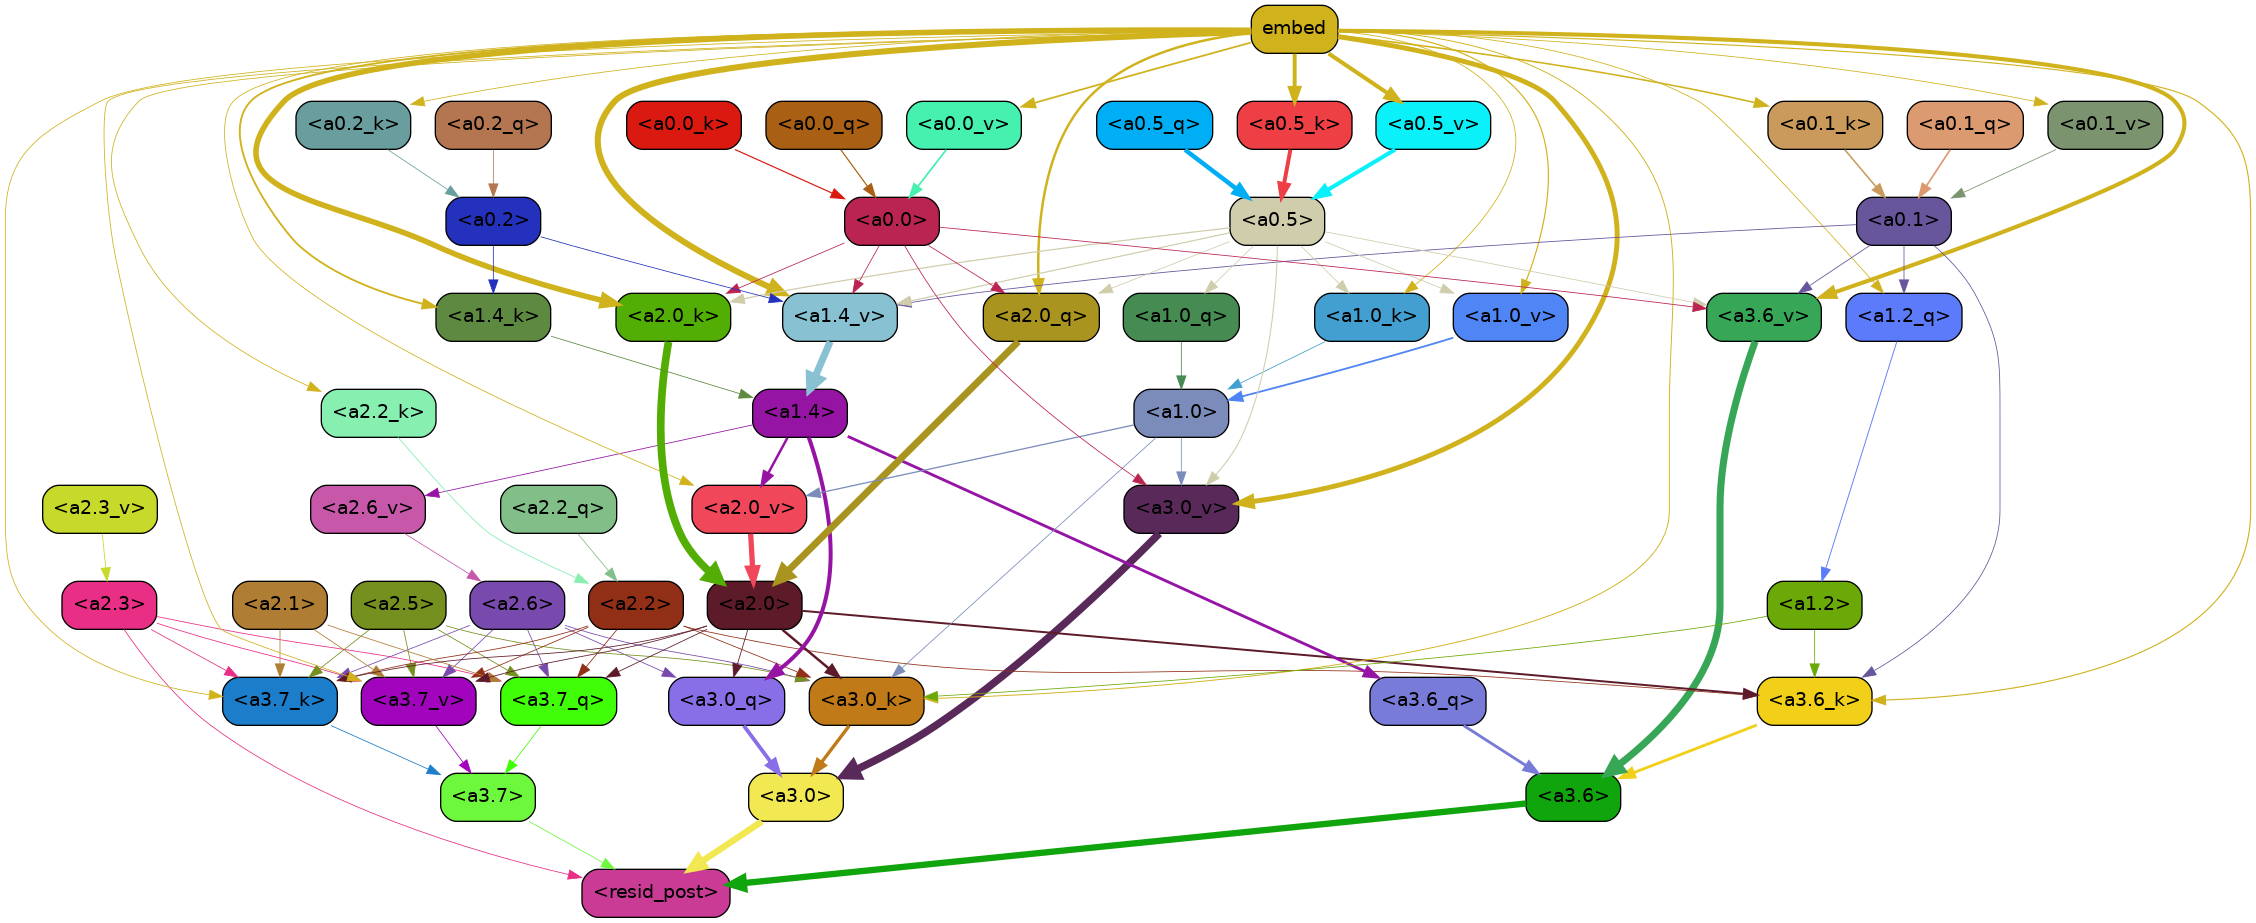 embed
<a0.2_k>
<a0.2_q>
<a0.0_k>
<a0.0_q>
<a0.0_v>
<a0.5_q>
<a0.5_k>
<a0.5_v>
<a0.1_k>
<a0.1_q>
<a0.1_v>
<a0.2>
<a0.0>
<a0.5>
<a0.1>
<a1.4_k>
<a2.0_k>
<a1.4_v>
<a2.0_q>
<a1.0_q>
<a1.0_k>
<a1.0_v>
<a3.6_v>
<a1.2_q>
<a2.2_k>
<a1.4>
<a1.0>
<a2.3_v>
<a2.6_v>
<a2.2_q>
<a2.0_v>
<a3.0_v>
<a2.3>
<a2.1>
<a2.5>
<a2.6>
<a2.2>
<a2.0>
<a1.2>
<a3.7_k>
<a3.7_v>
<a3.7_q>
<a3.0_q>
<a3.0_k>
<a3.6_q>
<a3.6_k>
<a3.7>
<a3.0>
<a3.6>
<resid_post>